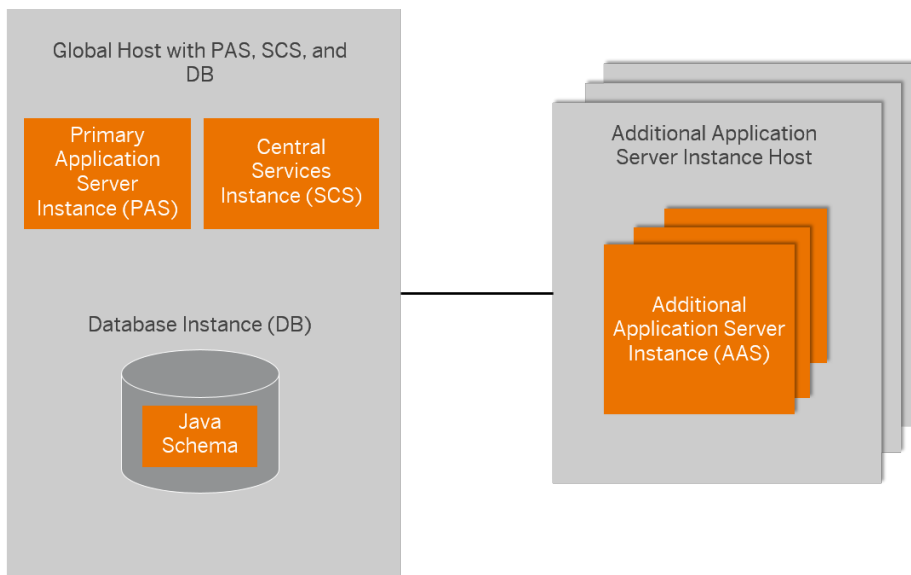 Global Host with PAS, SCS, and
DB
Primary
Application
Server
Instance (PAS)
Central
Services
Instance (SCS)
Database Instance (DB)
Java
Schema
Additional Application
Server Instance Host
Additional
Application Server
Instance (AAS)